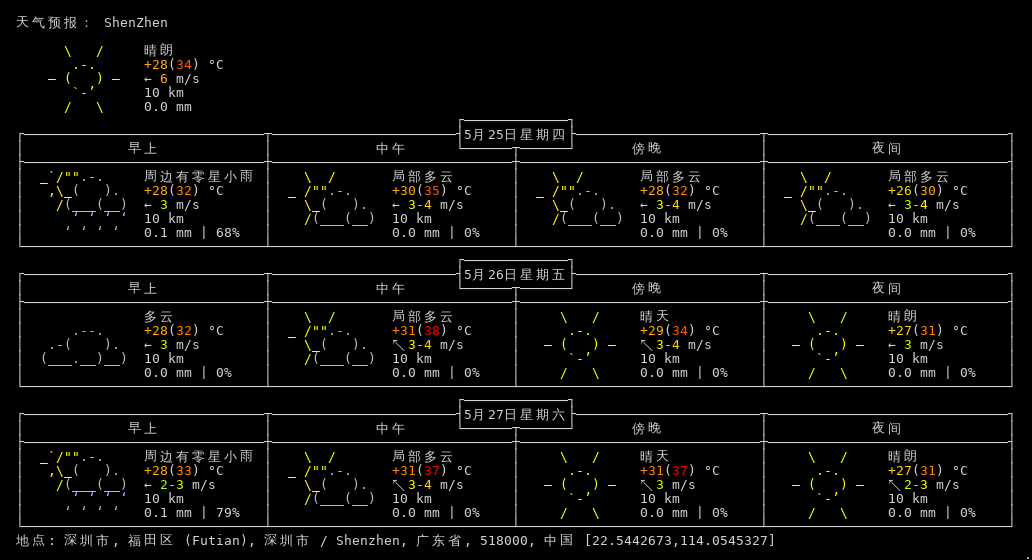 天气预报： ShenZhen
晴朗
+28(34) °C
← 6 m/s
10 km
0.0 mm
5月25日星期四
早上 中午 傍晚 夜间
周边有零星小雨 局部多云 局部多云 局部多云
+28(32) °C +30(35) °C +28(32) °C +26(30) °C
← 3 m/s ← 3-4 m/s ← 3-4 m/s ← 3-4 m/s
10 km 10 km 10 km 10 km
0.1 mm | 68% 0.0 mm | 0% 0.0 mm | 0% 0.0 mm | 0%
5月26日星期五
早上 中午 傍晚 夜间
多云 局部多云 晴天 晴朗
+28(32) °C +31(38) °C +29(34) °C +27(31) °C
← 3 m/s ↖ 3-4 m/s ↖ 3-4 m/s ← 3 m/s
10 km 10 km 10 km 10 km
0.0 mm | 0% 0.0 mm | 0% 0.0 mm | 0% 0.0 mm | 0%
5月27日星期六
早上 中午 傍晚 夜间
周边有零星小雨 局部多云 晴天 晴朗
+28(33) °C +31(37) °C +31(37) °C +27(31) °C
← 2-3 m/s ↖ 3-4 m/s ↖ 3 m/s ↖ 2-3 m/s
10 km 10 km 10 km 10 km
0.1 mm | 79% 0.0 mm | 0% 0.0 mm | 0% 0.0 mm | 0%
地点: 深圳市, 福田区 (Futian), 深圳市 / Shenzhen, 广东省, 518000, 中国 [22.5442673,114.0545327]